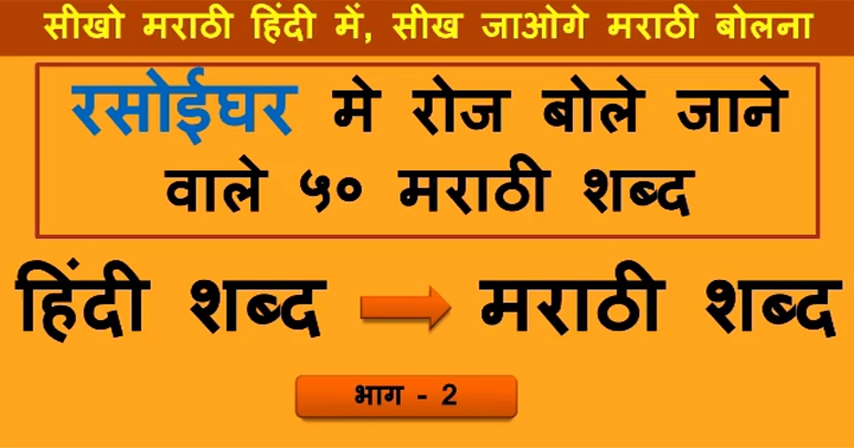 सीखो मराठी हिंदी में, सीख जाओगे मराठी बोलना
रसोईघर मे रोज बोले जाने
वाले ५० मराठी शब्द
हिंदी शब्द मराठी शब्द
भाग - 2